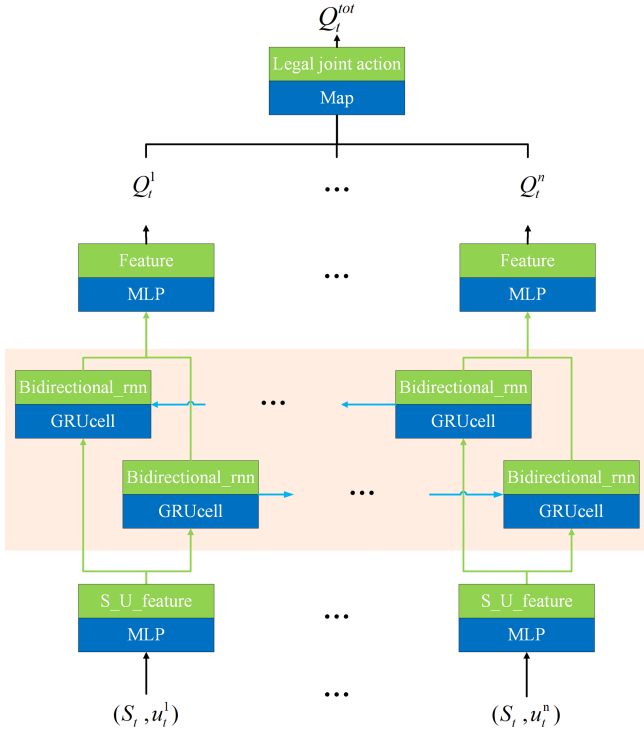 Q_t^{tot}
Legal joint action
Map
Q_t^1 ... Q_t^n
Feature ... Feature
MLP MLP
Bidirectional_rnn ... Bidirectional_rnn
GRUcell GRUcell
Bidirectional_rnn ... Bidirectional_rnn
GRUcell GRUcell
S_U_feature ... S_U_feature
MLP MLP
(S_t, u_t^1) ... (S_t, u_t^n)